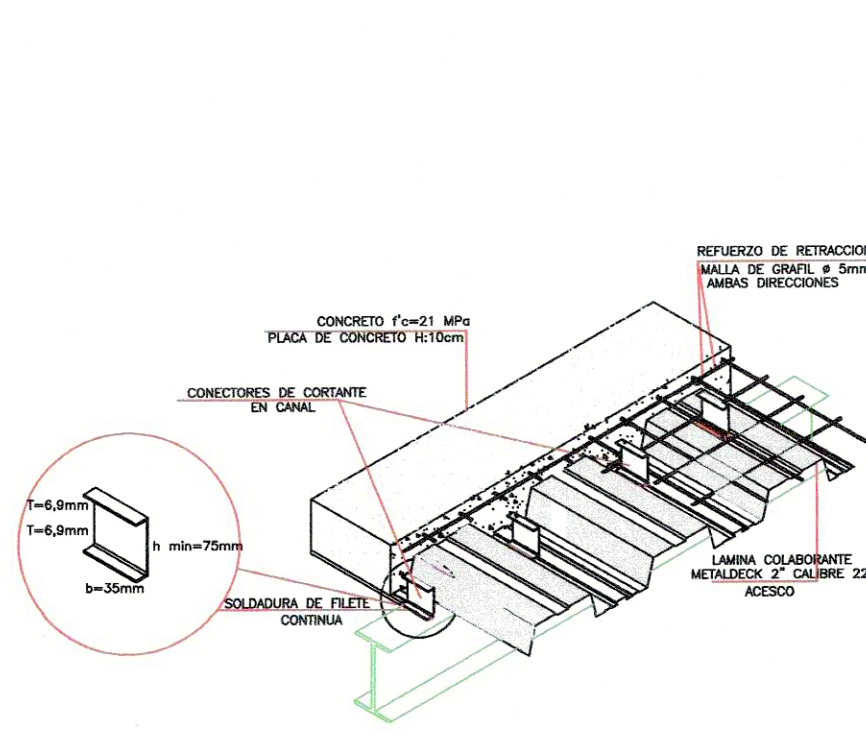 REFUERZO DE RETRACCION
MALLA DE GRAFIL ø 5mm
AMBAS DIRECCIONES
CONCRETO f'c=21 MPa
PLACA DE CONCRETO H:10cm
CONECTORES DE CORTANTE
EN CANAL
T=6,9mm
T=6,9mm
h min=75mm
b=35mm
SOLDADURA DE FILETE
CONTINUA
LAMINA COLABORANTE
METALDECK 2" CALIBRE 22
ACESCO